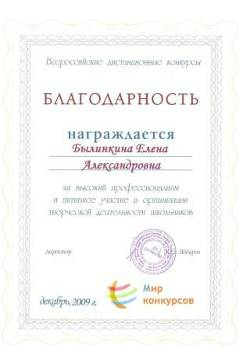 Всероссийские дистанционные конкурсы
БЛАГОДАРНОСТЬ
награждается
Былинкина Елена
Александровна
за высокий профессионализм
и активное участие в организации
творческой деятельности школьников
Директор
декабрь, 2009 г.
Мир
конкурсов